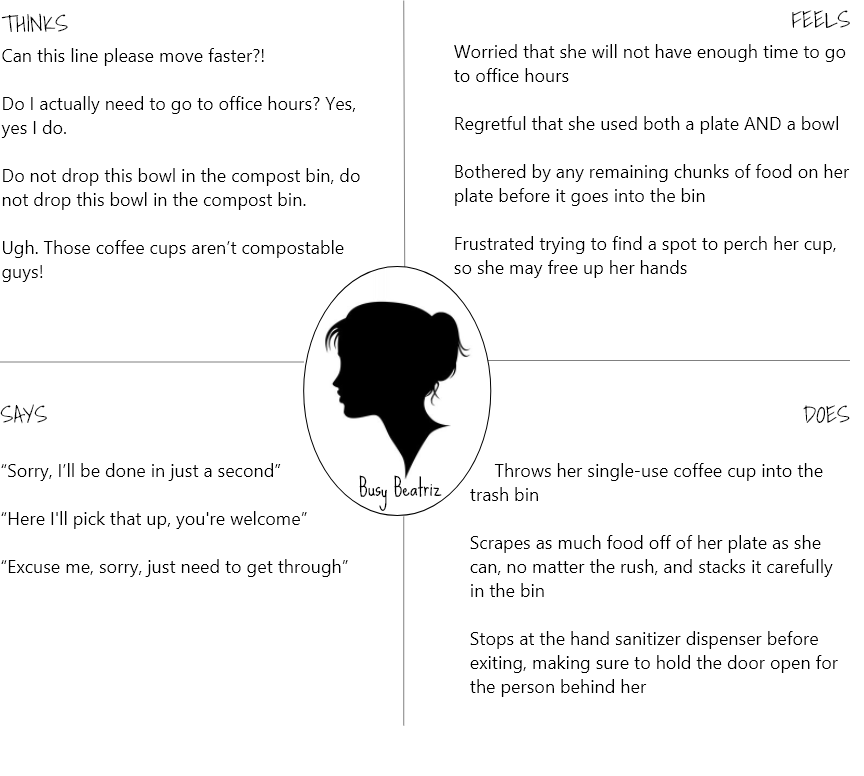 THINKS
Can this line please move faster?!
Do I actually need to go to office hours? Yes,
yes I do.
Do not drop this bowl in the compost bin, do
not drop this bowl in the compost bin.
Ugh. Those coffee cups aren’t compostable
guys!
FEELS
Worried that she will not have enough time to go
to office hours
Regretful that she used both a plate AND a bowl
Bothered by any remaining chunks of food on her
plate before it goes into the bin
Frustrated trying to find a spot to perch her cup,
so she may free up her hands
Busy Beatriz
SAYS
“Sorry, I’ll be done in just a second”
“Here I'll pick that up, you're welcome”
“Excuse me, sorry, just need to get through”
DOES
Throws her single-use coffee cup into the
trash bin
Scrapes as much food off of her plate as she
can, no matter the rush, and stacks it carefully
in the bin
Stops at the hand sanitizer dispenser before
exiting, making sure to hold the door open for
the person behind her